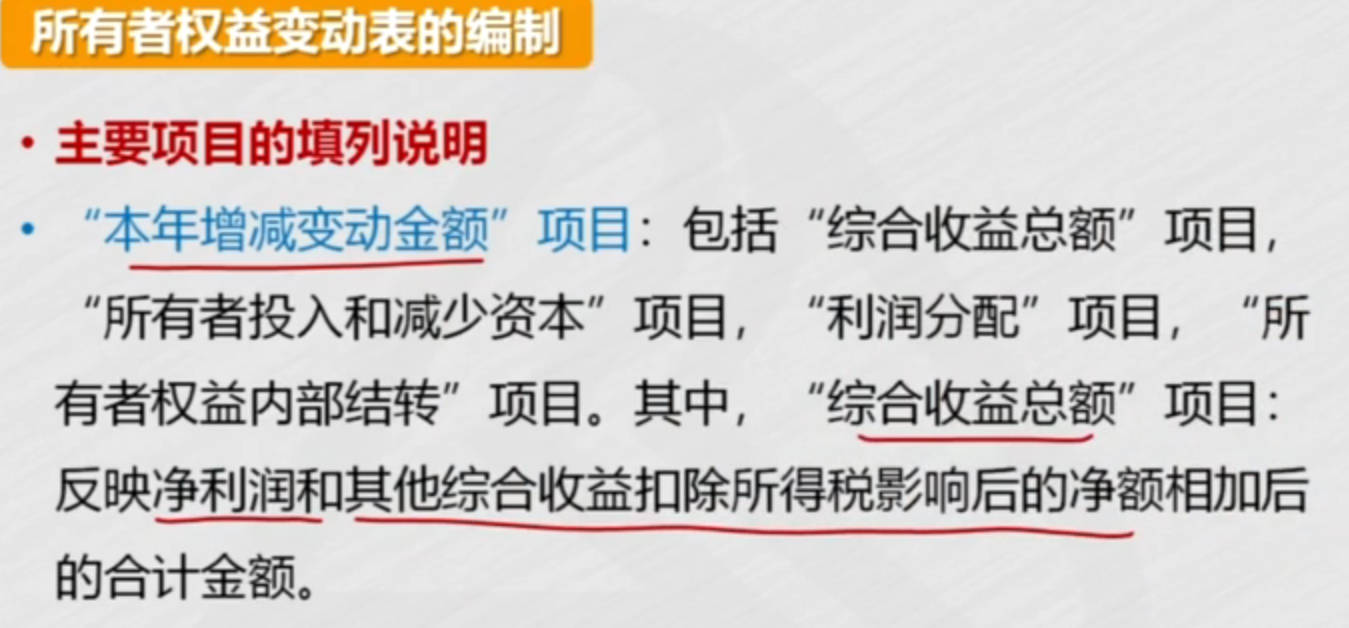 所有者权益变动表的编制
• 主要项目的填列说明
• “本年增减变动金额”项目：包括“综合收益总额”项目，
“所有者投入和减少资本”项目，“利润分配”项目，“所
有者权益内部结转”项目。其中，“综合收益总额”项目：
反映净利润和其他综合收益扣除所得税影响后的净额相加后
的合计金额。